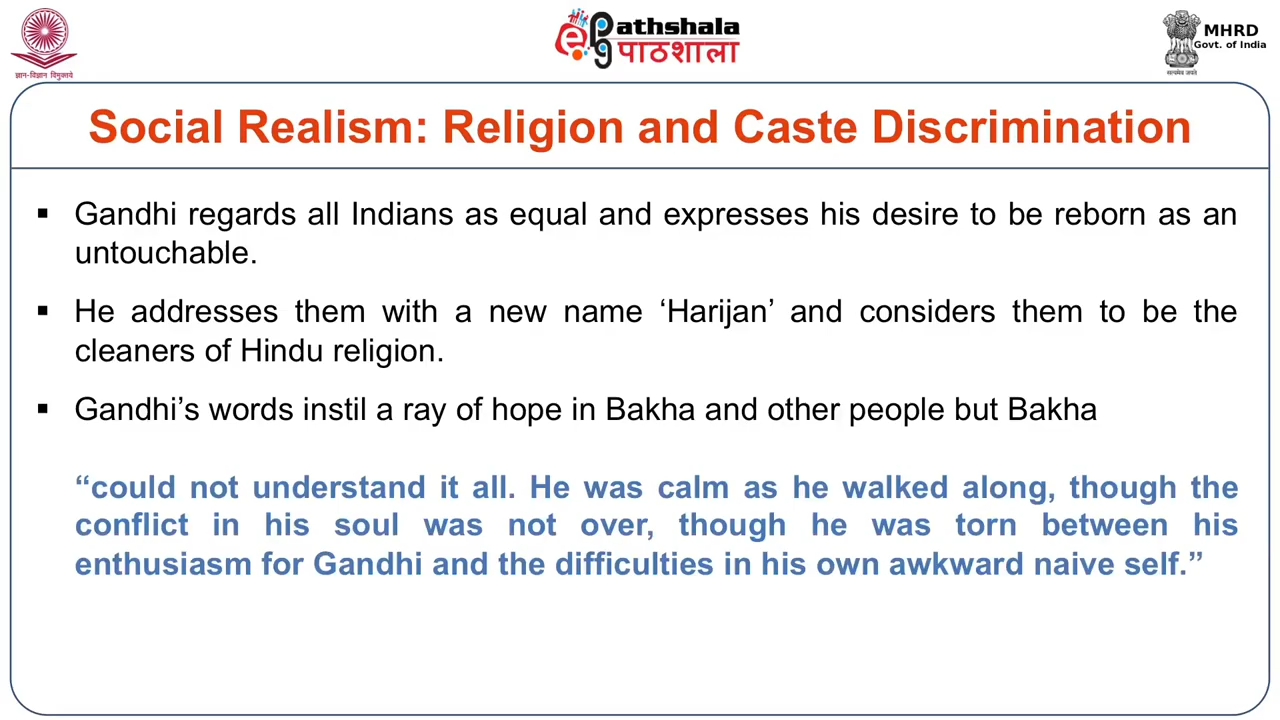 ज्ञान-विज्ञान विमुक्तये
ePathshala
पाठशाला
MHRD
Govt. of India
सत्यमेव जयते
Social Realism: Religion and Caste Discrimination
▪ Gandhi regards all Indians as equal and expresses his desire to be reborn as an
untouchable.
▪ He addresses them with a new name ‘Harijan’ and considers them to be the
cleaners of Hindu religion.
▪ Gandhi’s words instil a ray of hope in Bakha and other people but Bakha
“could not understand it all. He was calm as he walked along, though the
conflict in his soul was not over, though he was torn between his
enthusiasm for Gandhi and the difficulties in his own awkward naive self.”